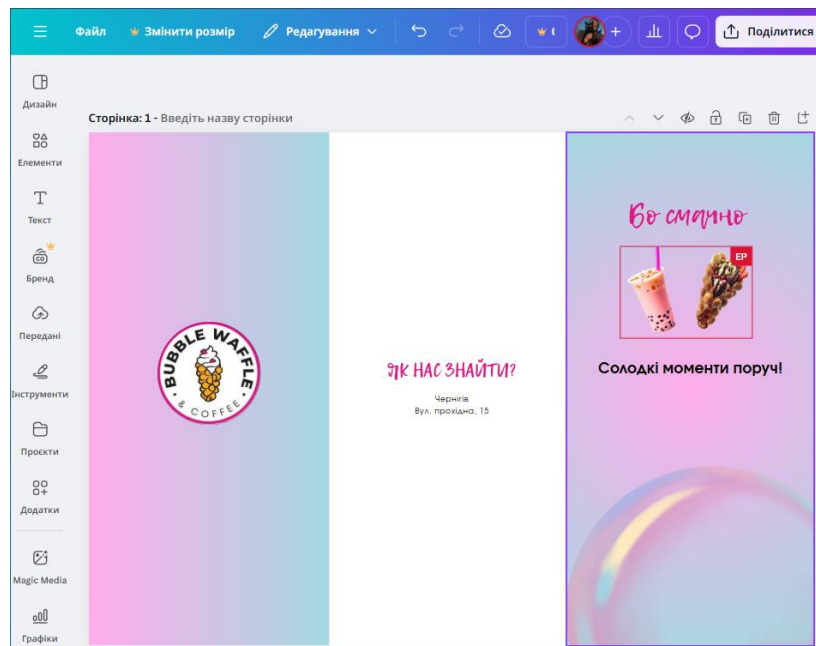 Файл
Змінити розмір
Редагування
Поділитися
Дизайн
Елементи
Текст
Бренд
Передані
Інструменти
Проєкти
Додатки
Magic Media
Графіки
Сторінка: 1 - Введіть назву сторінки
BUBBLE WAFFLE
& COFFEE
ЯК НАС ЗНАЙТИ?
Чернігів
Вул. прохідна, 15
Бо смачно
EP
Солодкі моменти поруч!